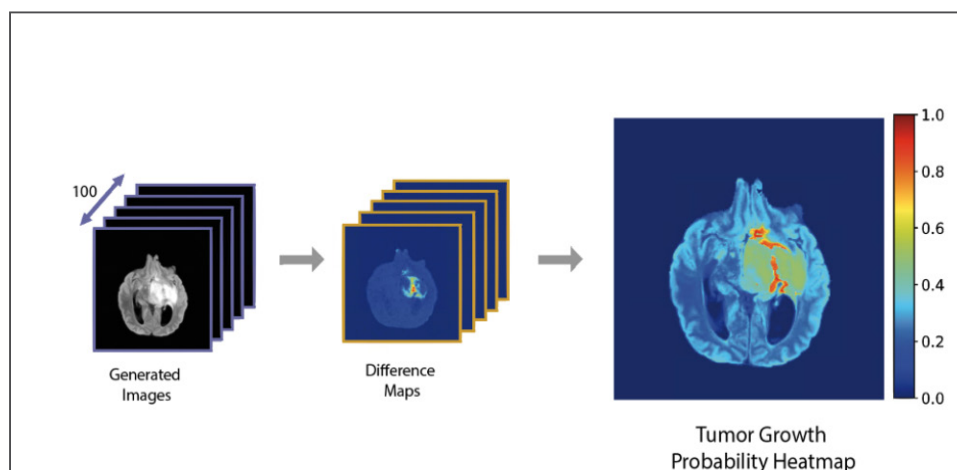 100
Generated
Images
Difference
Maps
1.0
0.8
0.6
0.4
0.2
0.0
Tumor Growth
Probability Heatmap